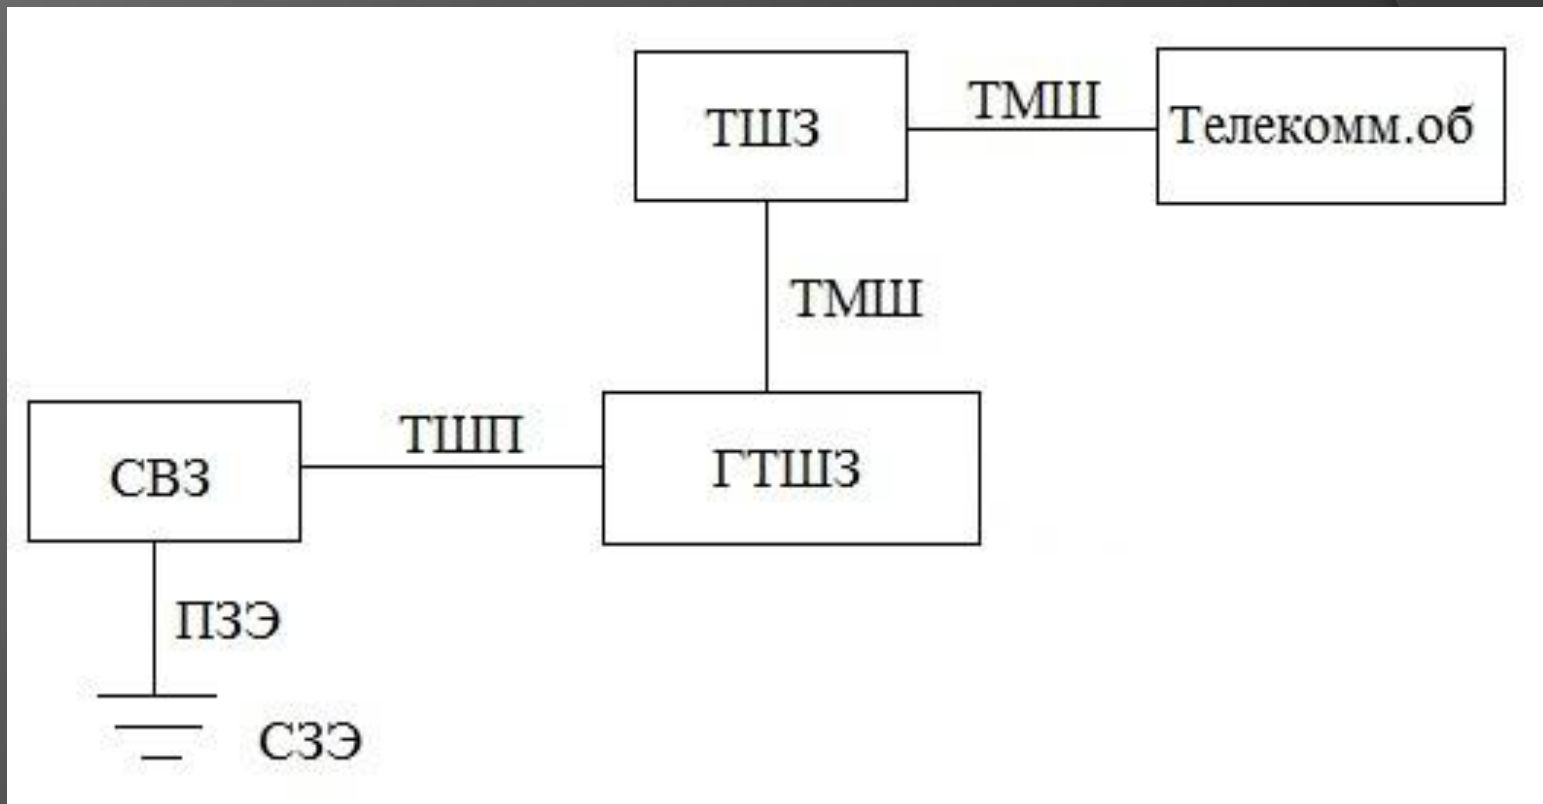 ТШЗ
ТМШ
Телекомм.об
ТМШ
ТШП
СВЗ
ГТШЗ
ПЗЭ
СЗЭ